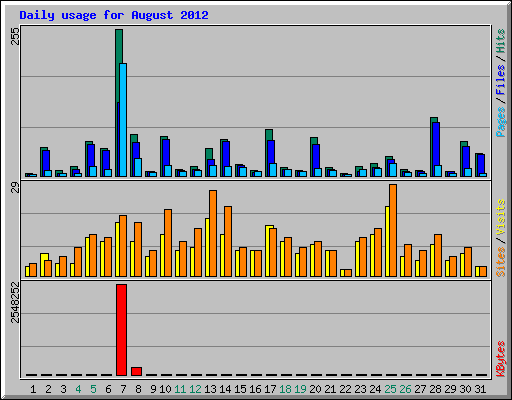 Daily usage for August 2012
255
Pages / Files / Hits
29
Sites / Visits
2548252
KBytes
1 2 3 4 5 6 7 8 9 10 11 12 13 14 15 16 17 18 19 20 21 22 23 24 25 26 27 28 29 30 31